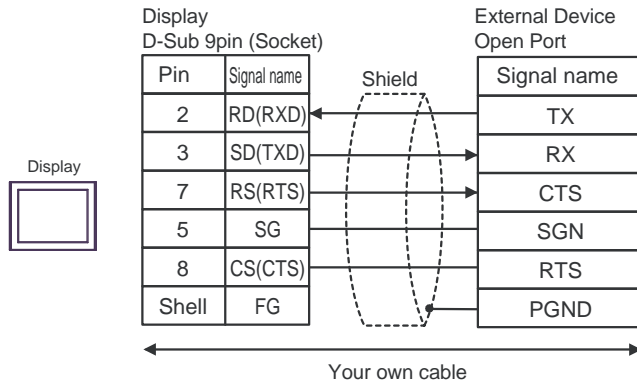 Display
D-Sub 9pin (Socket)
External Device
Open Port
Pin Signal name
Shield
Signal name
2 RD(RXD) TX
3 SD(TXD) RX
Display
7 RS(RTS) CTS
5 SG SGN
8 CS(CTS) RTS
Shell FG PGND
Your own cable